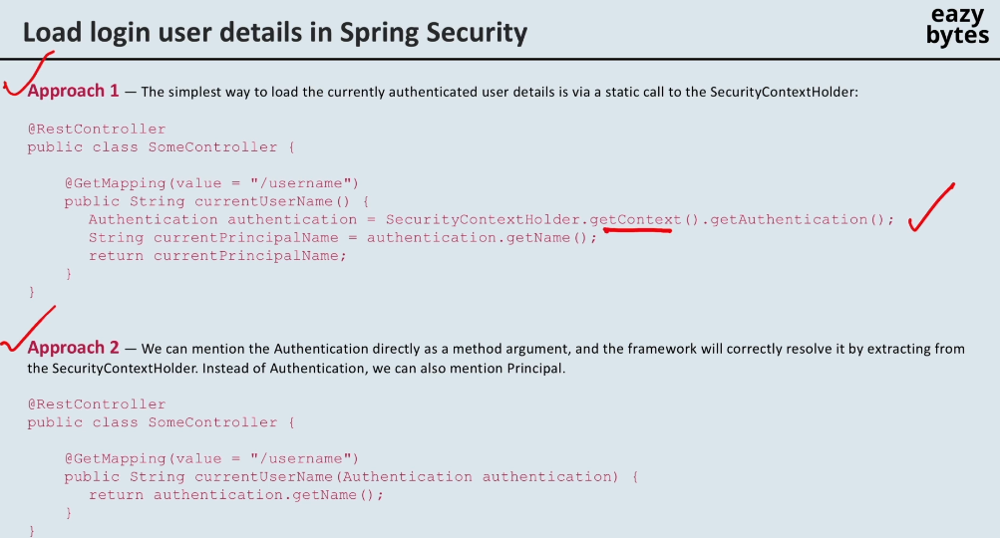 Load login user details in Spring Security
eazy
bytes
Approach 1 — The simplest way to load the currently authenticated user details is via a static call to the SecurityContextHolder:
@RestController
public class SomeController {
@GetMapping(value = "/username")
public String currentUserName() {
Authentication authentication = SecurityContextHolder.getContext().getAuthentication();
String currentPrincipalName = authentication.getName();
return currentPrincipalName;
}
}
Approach 2 — We can mention the Authentication directly as a method argument, and the framework will correctly resolve it by extracting from
the SecurityContextHolder. Instead of Authentication, we can also mention Principal.
@RestController
public class SomeController {
@GetMapping(value = "/username")
public String currentUserName(Authentication authentication) {
return authentication.getName();
}
}